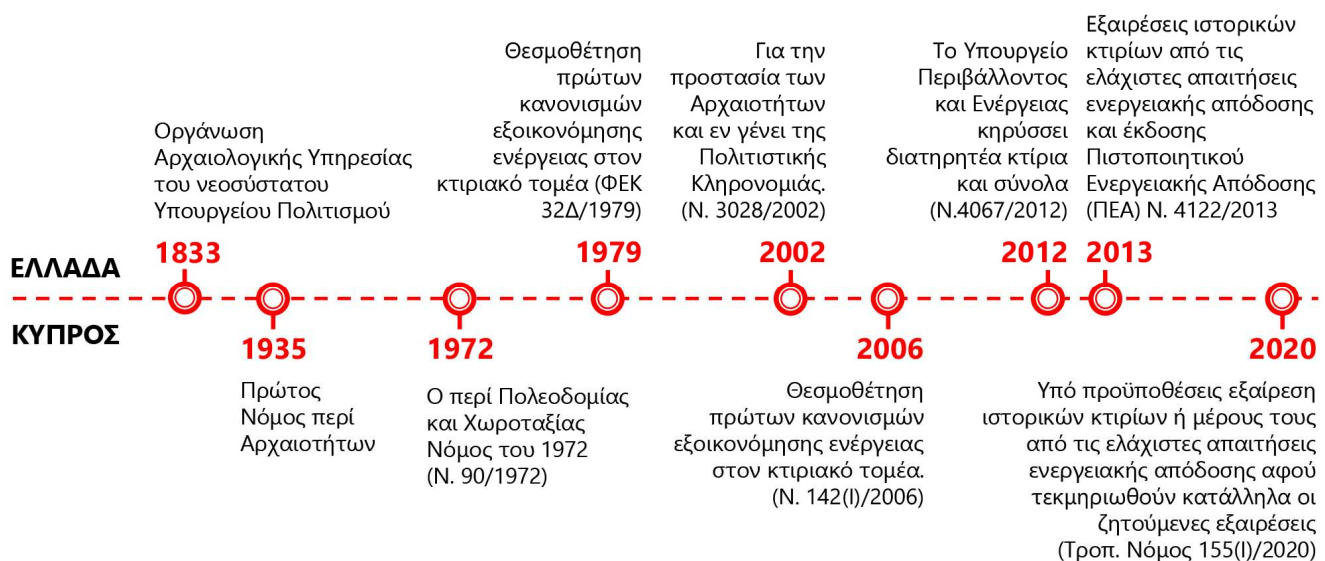 Οργάνωση
Αρχαιολογικής Υπηρεσίας
του νεοσύστατου
Υπουργείου Πολιτισμού
Θεσμοθέτηση
πρώτων
κανονισμών
εξοικονόμησης
ενέργειας στον
κτιριακό τομέα (ΦΕΚ
32Δ/1979)
Για την
προστασία των
Αρχαιοτήτων
και εν γένει της
Πολιτιστικής
Κληρονομιάς.
(Ν. 3028/2002)
Το Υπουργείο
Περιβάλλοντος
και Ενέργειας
κηρύσσει
διατηρητέα κτίρια
και σύνολα
(Ν.4067/2012)
Εξαιρέσεις ιστορικών
κτιρίων από τις
ελάχιστες απαιτήσεις
ενεργειακής απόδοσης
και έκδοσης
Πιστοποιητικού
Ενεργειακής Απόδοσης
(ΠΕΑ) Ν. 4122/2013
1833
1979
2002
2012
2013
ΕΛΛΑΔΑ
ΚΥΠΡΟΣ
1935
1972
2006
2020
Πρώτος
Νόμος περί
Αρχαιοτήτων
Ο περί Πολεοδομίας
και Χωροταξίας
Νόμος του 1972
(Ν. 90/1972)
Θεσμοθέτηση
πρώτων κανονισμών
εξοικονόμησης ενέργειας
στον κτιριακό τομέα.
(Ν. 142(Ι)/2006)
Υπό προϋποθέσεις εξαίρεση
ιστορικών κτιρίων ή μέρους τους
από τις ελάχιστες απαιτήσεις
ενεργειακής απόδοσης αφού
τεκμηριωθούν κατάλληλα οι
ζητούμενες εξαιρέσεις
(Τροπ. Νόμος 155(Ι)/2020)